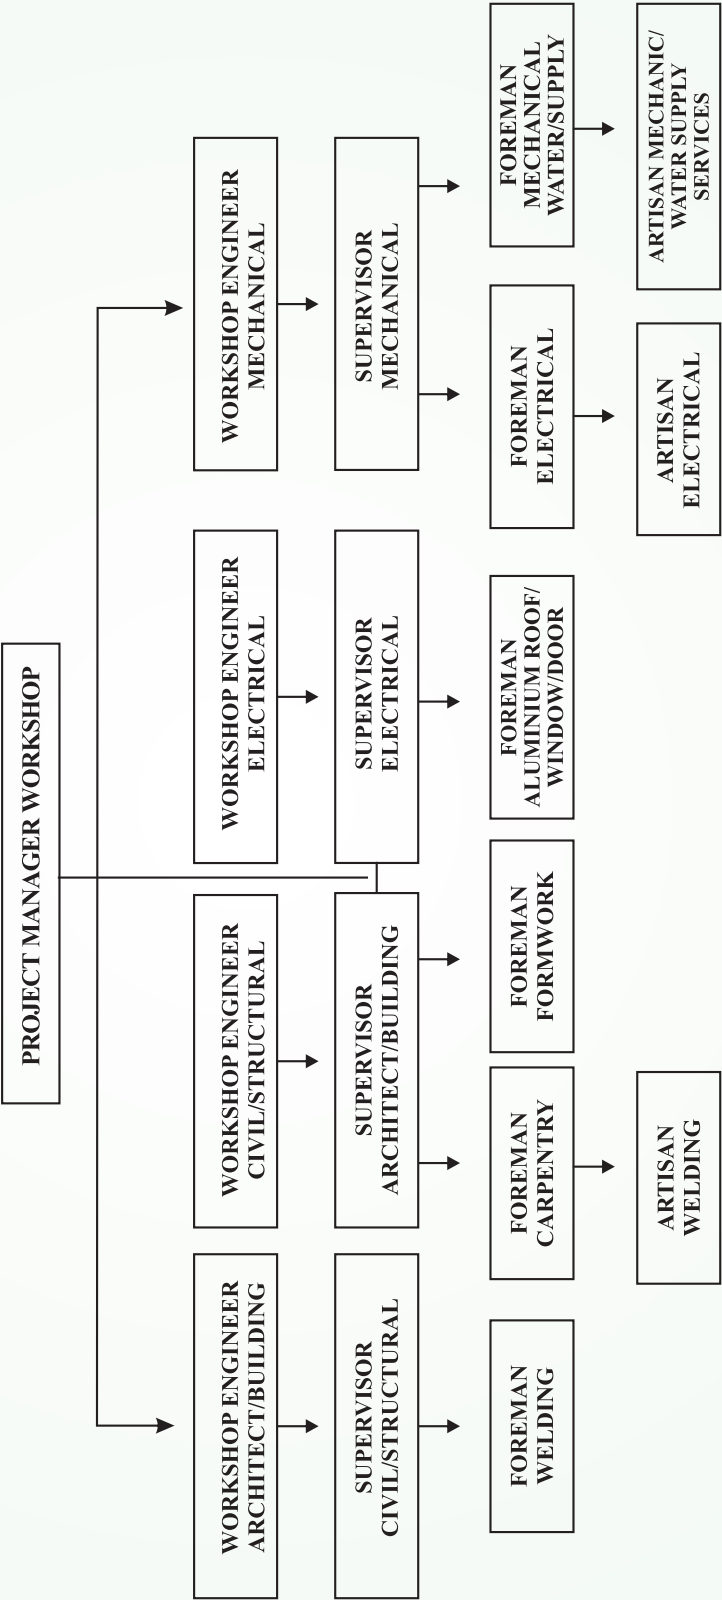 PROJECT MANAGER WORKSHOP
WORKSHOP ENGINEER
ARCHITECT/BUILDING
WORKSHOP ENGINEER
CIVIL/STRUCTURAL
WORKSHOP ENGINEER
ELECTRICAL
WORKSHOP ENGINEER
MECHANICAL
SUPERVISOR
CIVIL/STRUCTURAL
SUPERVISOR
ARCHITECT/BUILDING
SUPERVISOR
ELECTRICAL
SUPERVISOR
MECHANICAL
FOREMAN
WELDING
FOREMAN
CARPENTRY
FOREMAN
FORMWORK
FOREMAN
ALUMINIUM ROOF/
WINDOW/DOOR
FOREMAN
ELECTRICAL
FOREMAN
MECHANICAL
WATER/SUPPLY
ARTISAN
WELDING
ARTISAN
ELECTRICAL
ARTISAN MECHANIC/
WATER SUPPLY
SERVICES